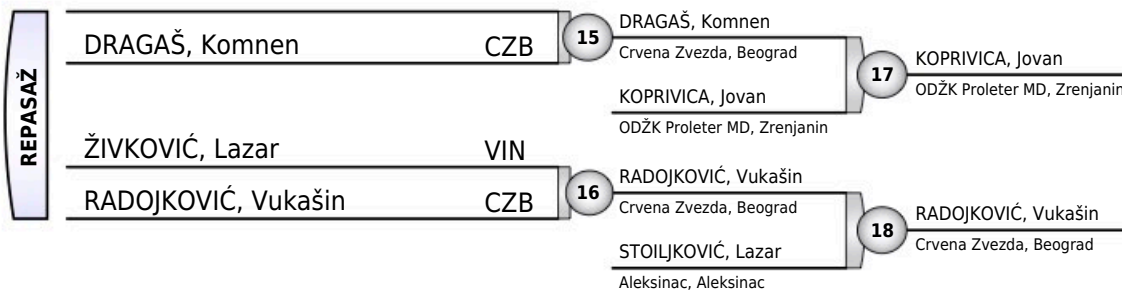 REPASAŽ
DRAGAŠ, Komnen CZB
15
DRAGAŠ, Komnen
Crvena Zvezda, Beograd
KOPRIVICA, Jovan
ODŽK Proleter MD, Zrenjanin
17
KOPRIVICA, Jovan
ODŽK Proleter MD, Zrenjanin
ŽIVKOVIĆ, Lazar VIN
RADOJKOVIĆ, Vukašin CZB
16
RADOJKOVIĆ, Vukašin
Crvena Zvezda, Beograd
STOILJKOVIĆ, Lazar
Aleksinac, Aleksinac
18
RADOJKOVIĆ, Vukašin
Crvena Zvezda, Beograd